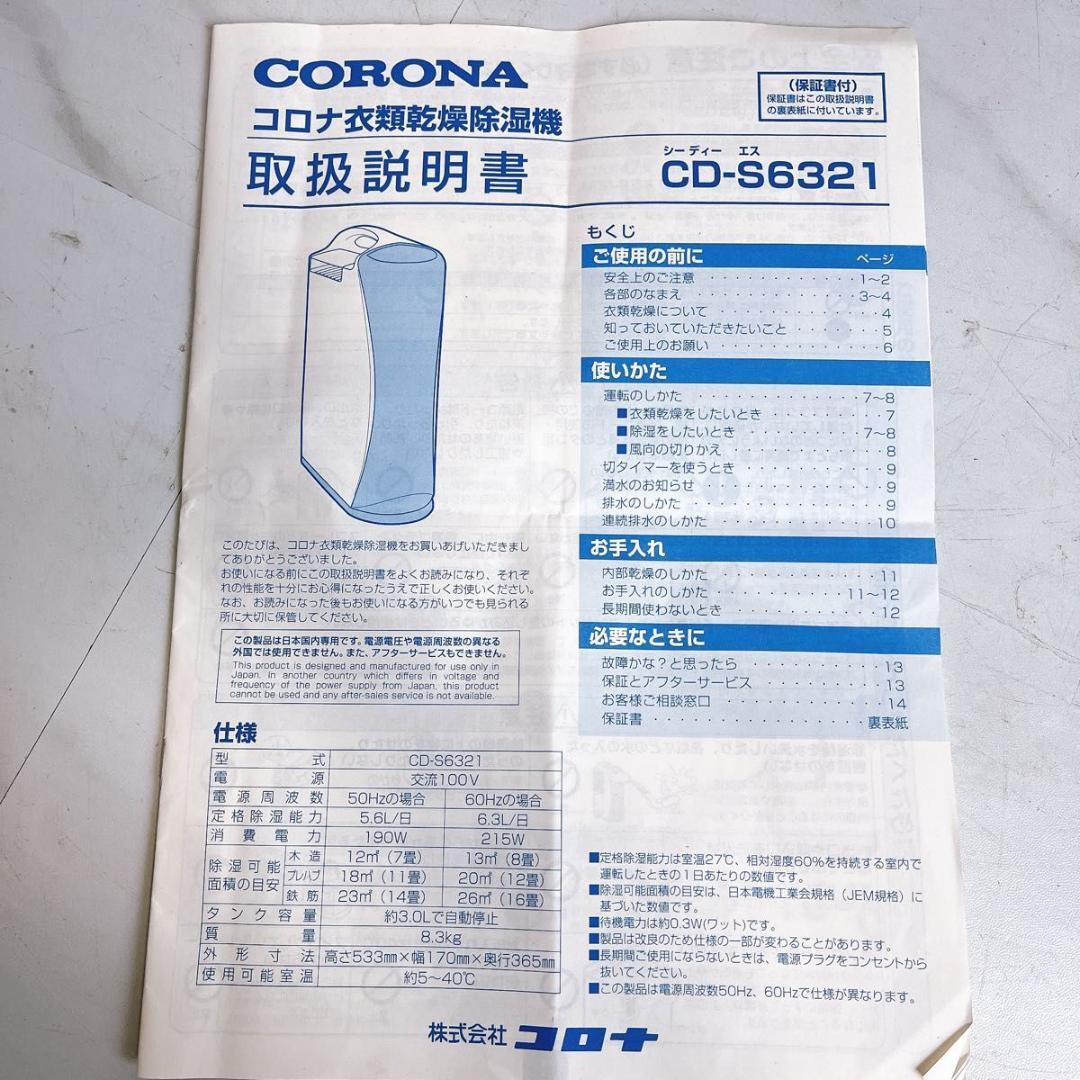 CORONA
コロナ衣類乾燥除湿機
取扱説明書
(保証書付)
保証書はこの取扱説明書
の裏表紙に付いています。
シー ディー エス
CD-S6321
もくじ
ご使用の前に ページ
安全上のご注意 ・・・・・・・・・・・・ 1~2
各部のなまえ ・・・・・・・・・・・・ 3~4
衣類乾燥について ・・・・・・・・・・・・ 4
知っておいていただきたいこと ・・・・・ 5
ご使用上のお願い ・・・・・・・・・・・・ 6
使いかた
運転のしかた ・・・・・・・・・・・・ 7~8
■衣類乾燥をしたいとき ・・・・・・・・ 7
■除湿をしたいとき ・・・・・・・・ 7~8
■風向の切りかえ ・・・・・・・・・・・ 8
切タイマーを使うとき ・・・・・・・・・・ 9
満水のお知らせ ・・・・・・・・・・・・ 9
排水のしかた ・・・・・・・・・・・・・ 9
連続排水のしかた ・・・・・・・・・・・ 10
お手入れ
内部乾燥のしかた ・・・・・・・・・・・ 11
お手入れのしかた ・・・・・・・・・ 11~12
長期間使わないとき ・・・・・・・・・・ 12
必要なときに
故障かな?と思ったら ・・・・・・・・・ 13
保証とアフターサービス ・・・・・・・・ 13
お客様ご相談窓口 ・・・・・・・・・・・ 14
保証書 ・・・・・・・・・・・・・・ 裏表紙
このたびは、コロナ衣類乾燥除湿機をお買いあげいただきまし
てありがとうございました。
お使いになる前にこの取扱説明書をよくお読みになり、それぞ
れの性能を十分にお心得になったうえで正しくお使いください。
なお、お読みになった後もお使いになる方がいつでも見られる
所に大切に保管してください。
この製品は日本国内専用です。電源電圧や電源周波数の異なる
外国では使用できません。また、アフターサービスもできません。
This product is designed and manufactured for use only in
Japan. In another country which differs in voltage and
frequency of the power supply from Japan, this product
cannot be used and any after-sales service is not available.
仕様
型式 CD-S6321
電源 交流100V
電源周波数 50Hzの場合 60Hzの場合
定格除湿能力 5.6L/日 6.3L/日
消費電力 190W 215W
除湿可能面積の目安 木造 12㎡(7畳) 13㎡(8畳)
プレハブ 18㎡(11畳) 20㎡(12畳)
鉄筋 23㎡(14畳) 26㎡(16畳)
タンク容量 約3.0Lで自動停止
質量 8.3kg
外形寸法 高さ533㎜×幅170㎜×奥行365㎜
使用可能室温 約5~40℃
■定格除湿能力は室温27℃、相対湿度60%を持続する室内で
運転したときの1日あたりの数値です。
■除湿可能面積の目安は、日本電機工業会規格(JEM規格)に
基づいた数値です。
■待機電力は約0.3W(ワット)です。
■製品は改良のため仕様の一部が変わることがあります。
■長期間ご使用にならないときは、電源プラグをコンセントから
抜いてください。
■この製品は電源周波数50Hz、60Hzで仕様が異なります。
株式会社 コロナ